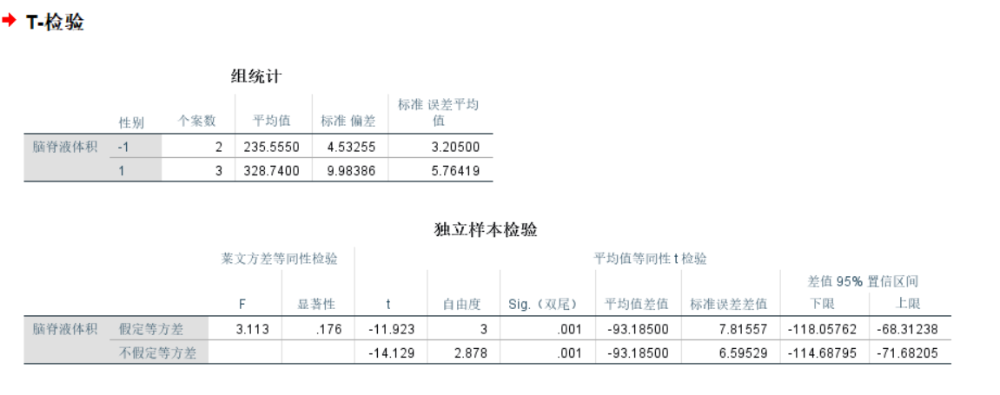 T-检验
组统计
性别 个案数 平均值 标准 偏差 标准 误差平均值
脑脊液体积 -1 2 235.5550 4.53255 3.20500
1 3 328.7400 9.98386 5.76419
独立样本检验
莱文方差等同性检验 平均值等同性 t 检验
差值 95% 置信区间
F 显著性 t 自由度 Sig.（双尾） 平均值差值 标准误差差值 下限 上限
脑脊液体积 假定等方差 3.113 .176 -11.923 3 .001 -93.18500 7.81557 -118.05762 -68.31238
不假定等方差 -14.129 2.878 .001 -93.18500 6.59529 -114.68795 -71.68205